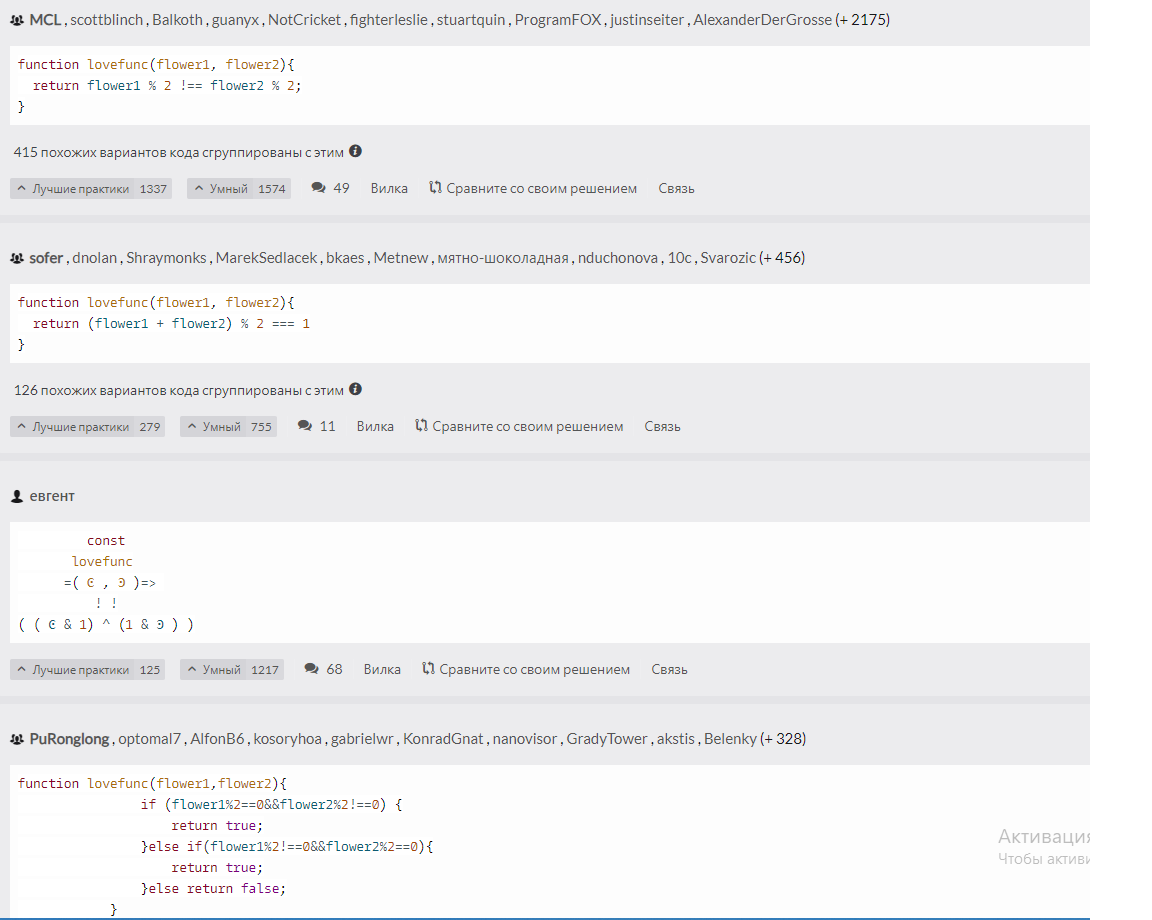 MCL , scottblinch , Balkoth , guanyx , NotCricket , fighterleslie , stuartquin , ProgramFOX , justinseiter , AlexanderDerGrosse (+ 2175)
function lovefunc(flower1, flower2){
return flower1 % 2 !== flower2 % 2;
}
415 похожих вариантов кода сгруппированы с этим
Лучшие практики 1337 Умный 1574 49 Вилка Сравните со своим решением Связь
sofer , dnolan , Shraymonks , MarekSedlacek , bkaes , Metnew , мятно-шоколадная , nduchonova , 10c , Svarozic (+ 456)
function lovefunc(flower1, flower2){
return (flower1 + flower2) % 2 === 1
}
126 похожих вариантов кода сгруппированы с этим
Лучшие практики 279 Умный 755 11 Вилка Сравните со своим решением Связь
евгент
const
lovefunc
=( ͼ , ͽ )=>
! !
( ( ͼ & 1) ^ (1 & ͽ ) )
Лучшие практики 125 Умный 1217 68 Вилка Сравните со своим решением Связь
PuRonglong , optomal7 , AlfonB6 , kosoryhoa , gabrielwr , KonradGnat , nanovisor , GradyTower , akstis , Belenky (+ 328)
function lovefunc(flower1,flower2){
if (flower1%2==0&&flower2%2!==0) {
return true;
}else if(flower1%2!==0&&flower2%2==0){
return true;
}else return false;
}
Активация
Чтобы активи